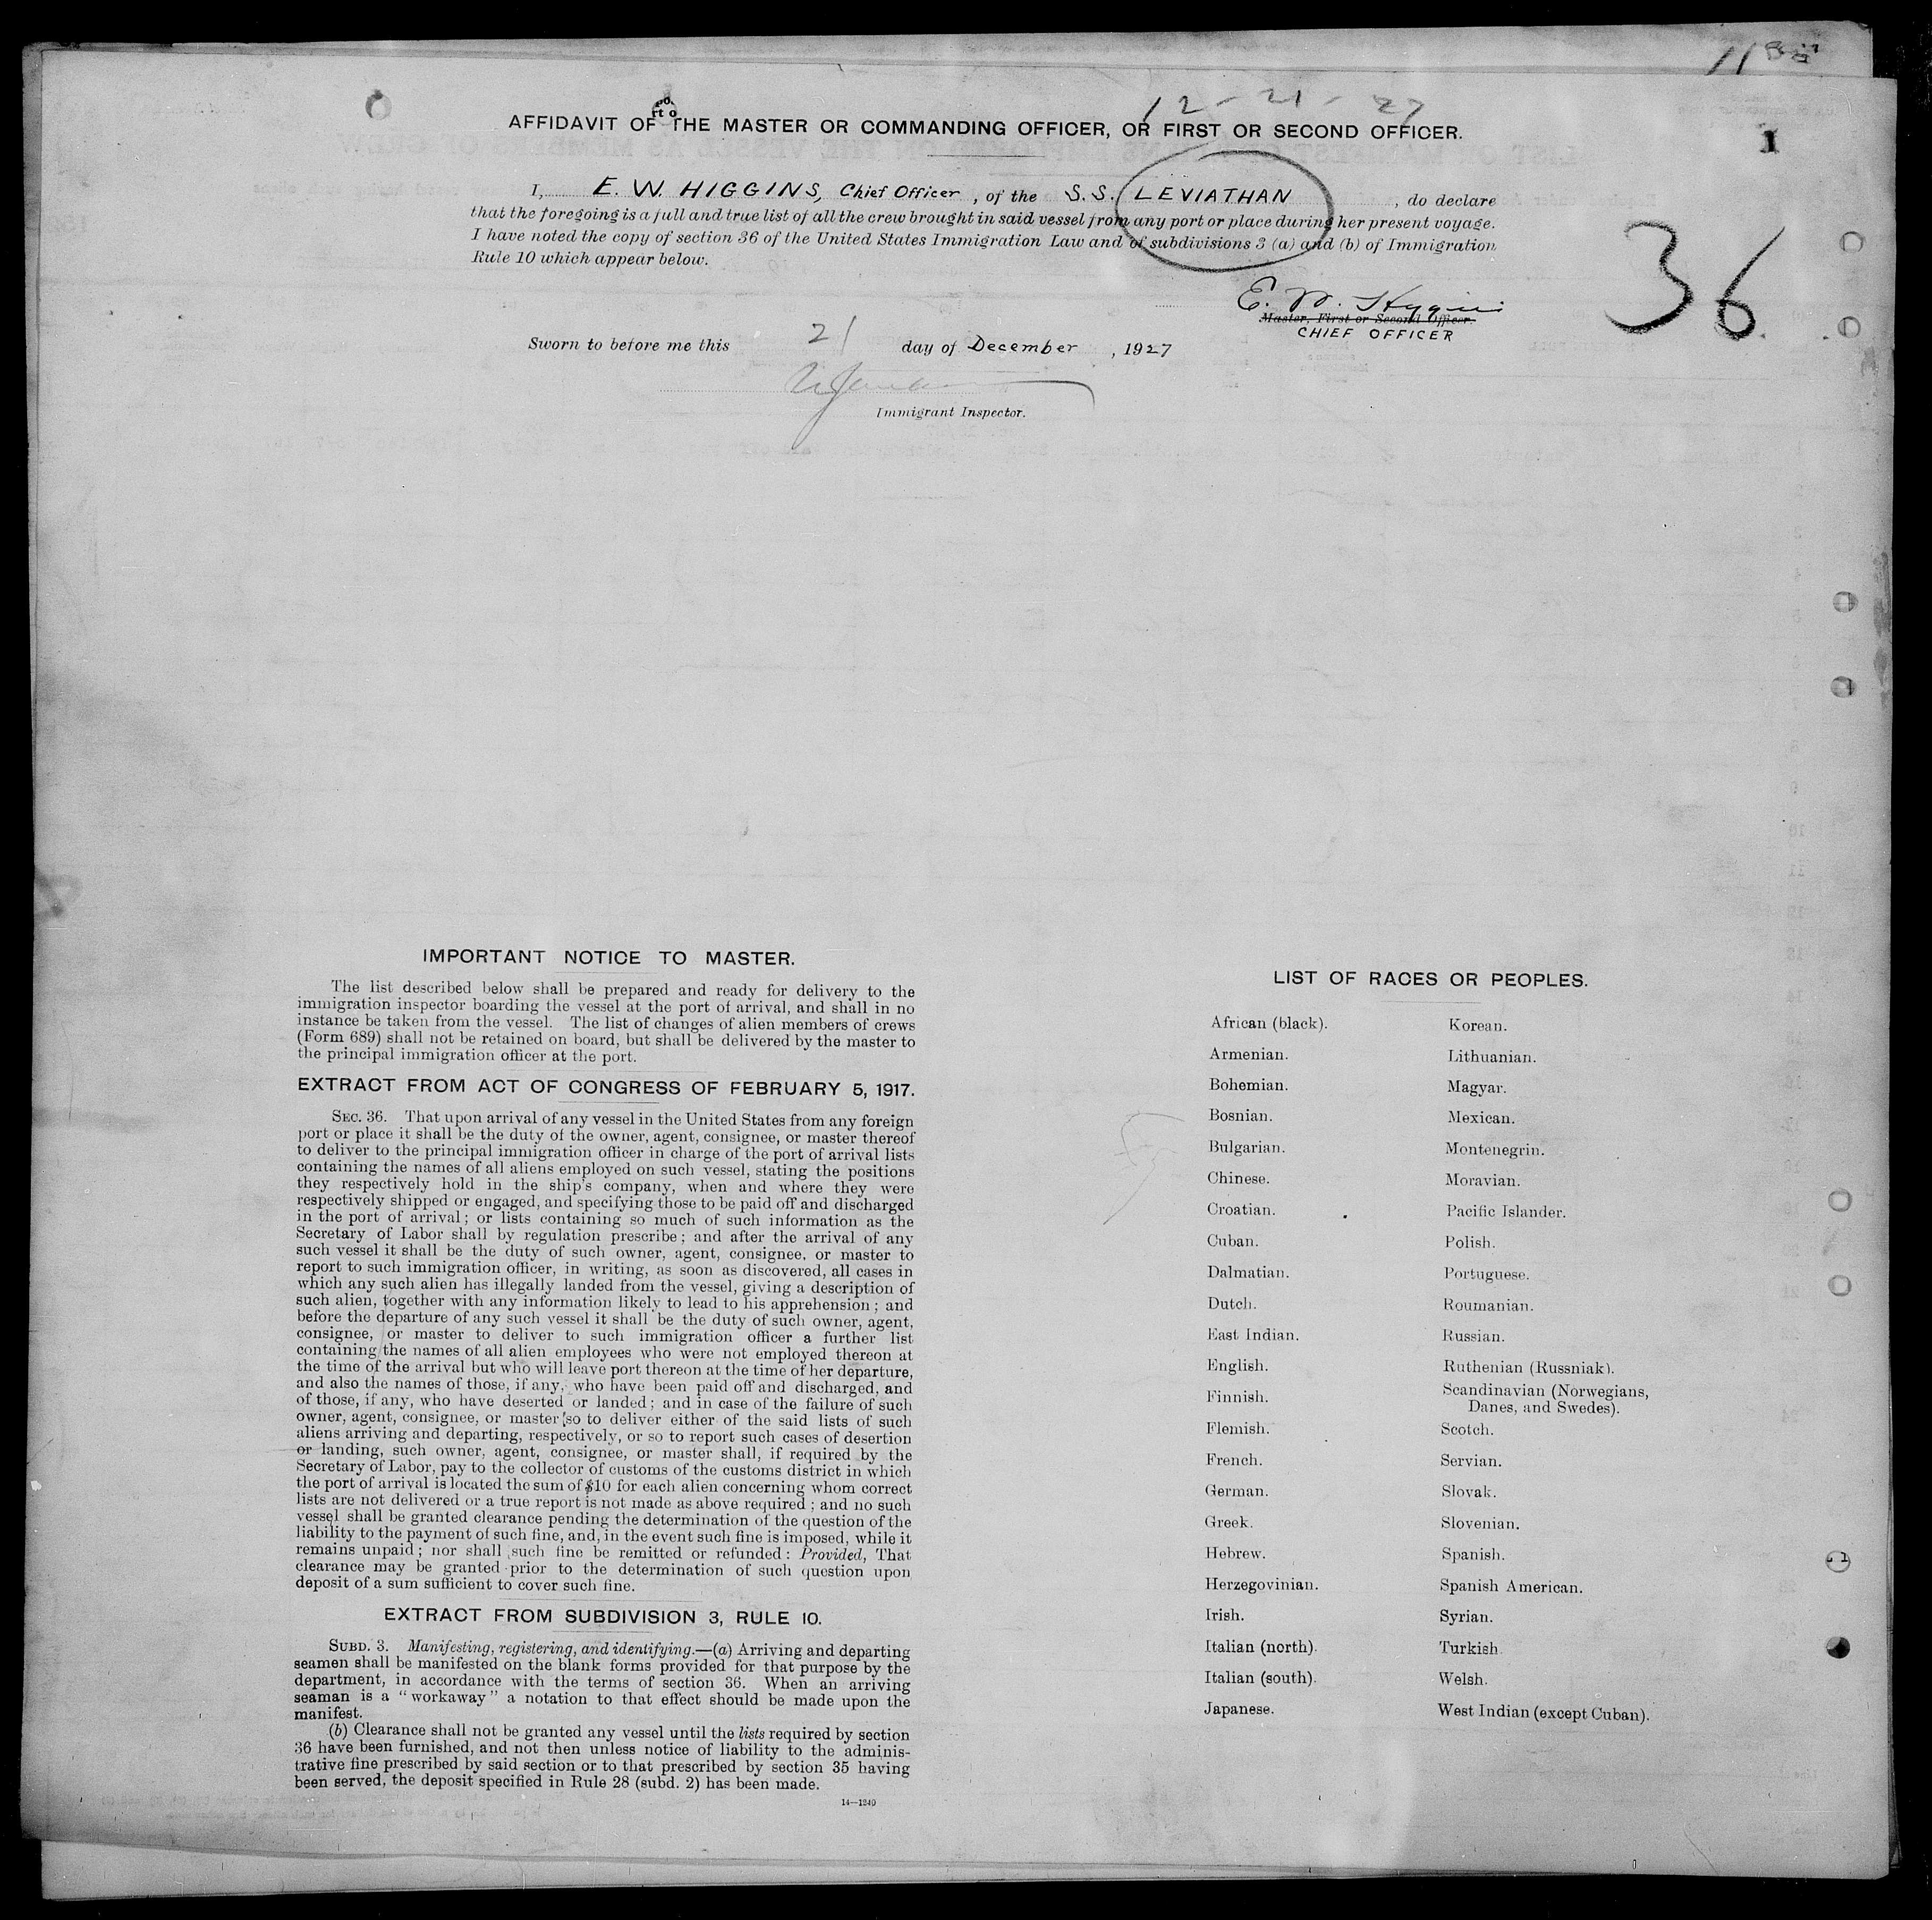 12-21-27
AFFIDAVIT OF THE MASTER OR COMMANDING OFFICER, OR FIRST OR SECOND OFFICER.
1
I, E. W. HIGGINS, Chief Officer, of the S.S. LEVIATHAN, do declare
that the foregoing is a full and true list of all the crew brought in said vessel from any port or place during her present voyage.
I have noted the copy of section 36 of the United States Immigration Law and of subdivisions 3 (a) and (b) of Immigration
Rule 10 which appear below.
36
E. W. Higgins
Master, First or Second Officer.
CHIEF OFFICER
Sworn to before me this 21 day of December, 1927
Immigrant Inspector.
IMPORTANT NOTICE TO MASTER.
The list described below shall be prepared and ready for delivery to the
immigration inspector boarding the vessel at the port of arrival, and shall in no
instance be taken from the vessel. The list of changes of alien members of crews
(Form 689) shall not be retained on board, but shall be delivered by the master to
the principal immigration officer at the port.
EXTRACT FROM ACT OF CONGRESS OF FEBRUARY 5, 1917.
SEC. 36. That upon arrival of any vessel in the United States from any foreign
port or place it shall be the duty of the owner, agent, consignee, or master thereof
to deliver to the principal immigration officer in charge of the port of arrival lists
containing the names of all aliens employed on such vessel, stating the positions
they respectively hold in the ship's company, when and where they were
respectively shipped or engaged, and specifying those to be paid off and discharged
in the port of arrival; or lists containing so much of such information as the
Secretary of Labor shall by regulation prescribe; and after the arrival of any
such vessel it shall be the duty of such owner, agent, consignee, or master to
report to such immigration officer, in writing, as soon as discovered, all cases in
which any such alien has illegally landed from the vessel, giving a description of
such alien, together with any information likely to lead to his apprehension; and
before the departure of any such vessel it shall be the duty of such owner, agent,
consignee, or master to deliver to such immigration officer a further list
containing the names of all alien employees who were not employed thereon at
the time of the arrival but who will leave port thereon at the time of her departure,
and also the names of those, if any, who have been paid off and discharged, and
of those, if any, who have deserted or landed; and in case of the failure of such
owner, agent, consignee, or master so to deliver either of the said lists of such
aliens arriving and departing, respectively, or so to report such cases of desertion
or landing, such owner, agent, consignee, or master shall, if required by the
Secretary of Labor, pay to the collector of customs of the customs district in which
the port of arrival is located the sum of $10 for each alien concerning whom correct
lists are not delivered or a true report is not made as above required; and no such
vessel shall be granted clearance pending the determination of the question of the
liability to the payment of such fine, and, in the event such fine is imposed, while it
remains unpaid; nor shall such fine be remitted or refunded: Provided, That
clearance may be granted prior to the determination of such question upon
deposit of a sum sufficient to cover such fine.
EXTRACT FROM SUBDIVISION 3, RULE 10.
SUBD. 3. Manifesting, registering, and identifying.—(a) Arriving and departing
seamen shall be manifested on the blank forms provided for that purpose by the
department, in accordance with the terms of section 36. When an arriving
seaman is a "workaway" a notation to that effect should be made upon the
manifest.
(b) Clearance shall not be granted any vessel until the lists required by section
36 have been furnished, and not then unless notice of liability to the adminis-
trative fine prescribed by said section or to that prescribed by section 35 having
been served, the deposit specified in Rule 28 (subd. 2) has been made.
14—1240
LIST OF RACES OR PEOPLES.
African (black).
Armenian.
Bohemian.
Bosnian.
Bulgarian.
Chinese.
Croatian.
Cuban.
Dalmatian.
Dutch.
East Indian.
English.
Finnish.
Flemish.
French.
German.
Greek.
Hebrew.
Herzegovinian.
Irish.
Italian (north).
Italian (south).
Japanese.
Korean.
Lithuanian.
Magyar.
Mexican.
Montenegrin.
Moravian.
Pacific Islander.
Polish.
Portuguese.
Roumanian.
Russian.
Ruthenian (Russniak).
Scandinavian (Norwegians,
Danes, and Swedes).
Scotch.
Servian.
Slovak.
Slovenian.
Spanish.
Spanish American.
Syrian.
Turkish.
Welsh.
West Indian (except Cuban).